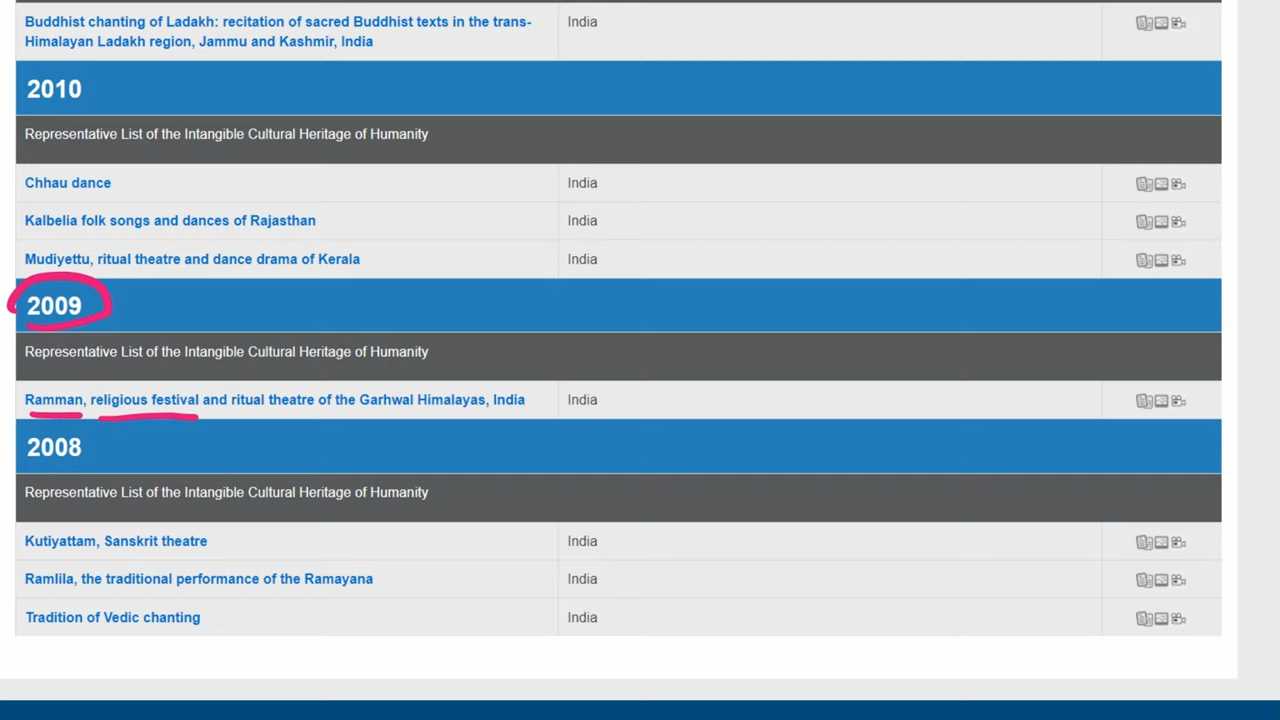 Buddhist chanting of Ladakh: recitation of sacred Buddhist texts in the trans-
Himalayan Ladakh region, Jammu and Kashmir, India
India
2010
Representative List of the Intangible Cultural Heritage of Humanity
Chhau dance India
Kalbelia folk songs and dances of Rajasthan India
Mudiyettu, ritual theatre and dance drama of Kerala India
2009
Representative List of the Intangible Cultural Heritage of Humanity
Ramman, religious festival and ritual theatre of the Garhwal Himalayas, India India
2008
Representative List of the Intangible Cultural Heritage of Humanity
Kutiyattam, Sanskrit theatre India
Ramlila, the traditional performance of the Ramayana India
Tradition of Vedic chanting India